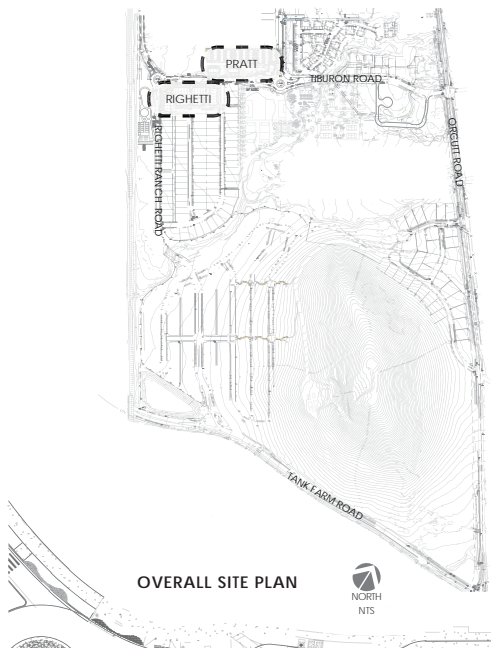 PRATT
TIBURON ROAD
RIGHETTI
RIGHETTI RANCH ROAD
ORCUTT ROAD
TANK FARM ROAD
OVERALL SITE PLAN
NORTH
NTS